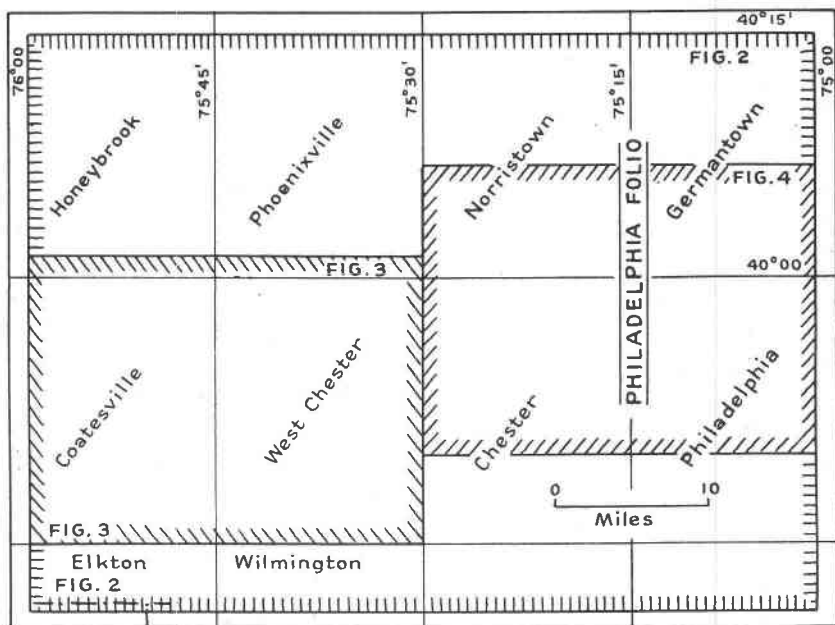 40°15'
76°00
75°45'
75°30'
75°15'
75°00
FIG. 2
Honeybrook
Phoenixville
Norristown
Germantown
FIG. 4
PHILADELPHIA FOLIO
FIG. 3
40°00
Coatesville
West Chester
Chester
Philadelphia
0 10
Miles
FIG. 3
Elkton Wilmington
FIG. 2